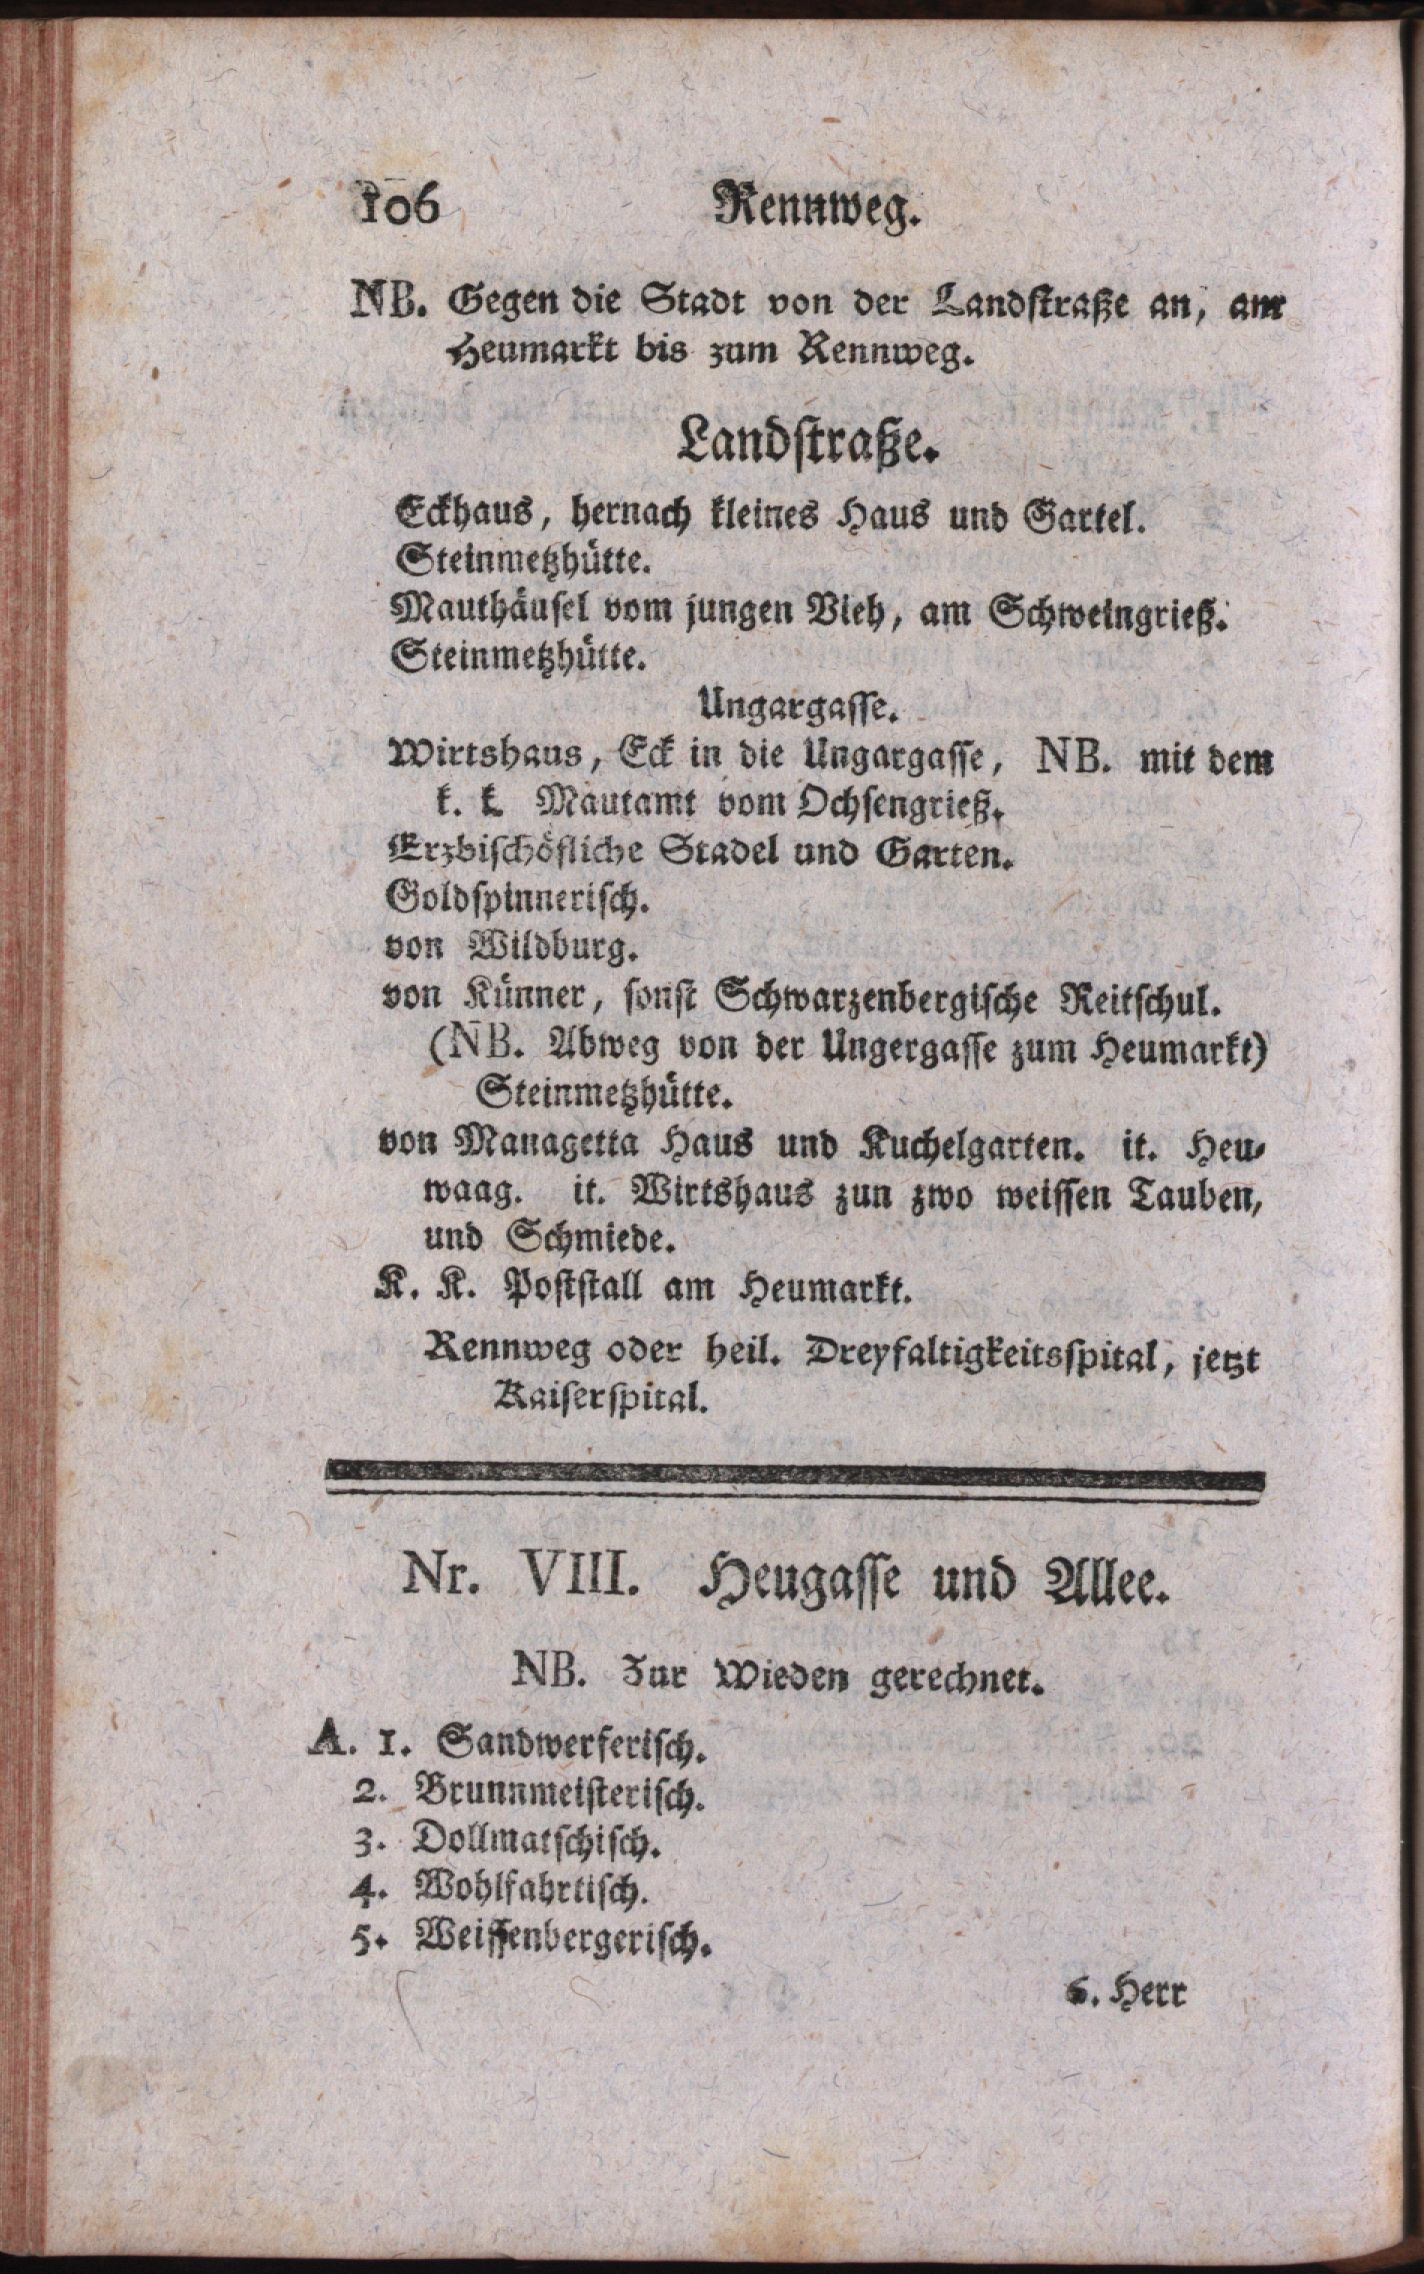 106 Rennweg.
NB. Gegen die Stadt von der Landstraße an, am
Heumarkt bis zum Rennweg.
Landstraße.
Eckhaus, hernach kleines Haus und Gartel.
Steinmetzhütte.
Mauthäusel vom jungen Vieh, am Schweingrieß.
Steinmetzhütte.
Ungargasse.
Wirtshaus, Eck in die Ungargasse, NB. mit dem
k. k. Mautamt vom Ochsengrieß.
Erzbischöfliche Stadel und Garten.
Goldspinnerisch.
von Wildburg.
von Künner, sonst Schwarzenbergische Reitschul.
(NB. Abweg von der Ungergasse zum Heumarkt)
Steinmetzhütte.
von Managetta Haus und Kuchelgarten. it. Heu-
waag. it. Wirtshaus zun zwo weissen Tauben,
und Schmiede.
K. K. Poststall am Heumarkt.
Rennweg oder heil. Dreyfaltigkeitsspital, jetzt
Kaiserspital.
Nr. VIII. Heugasse und Allee.
NB. Zur Wieden gerechnet.
A. 1. Sandwerferisch.
2. Brunnmeisterisch.
3. Dollmatschisch.
4. Wohlfahrtisch.
5. Weissenbergerisch.
6. Herr